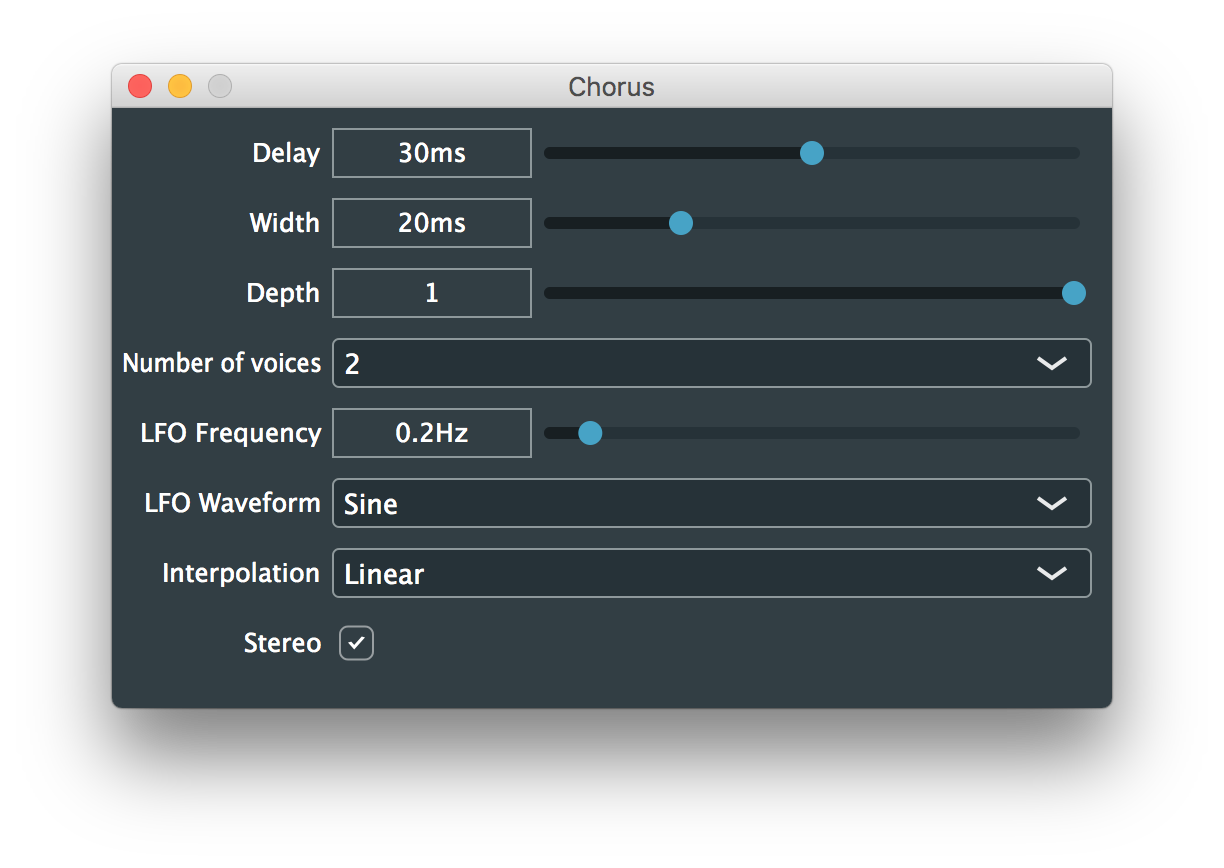 Chorus
Delay 30ms
Width 20ms
Depth 1
Number of voices 2
LFO Frequency 0.2Hz
LFO Waveform Sine
Interpolation Linear
Stereo